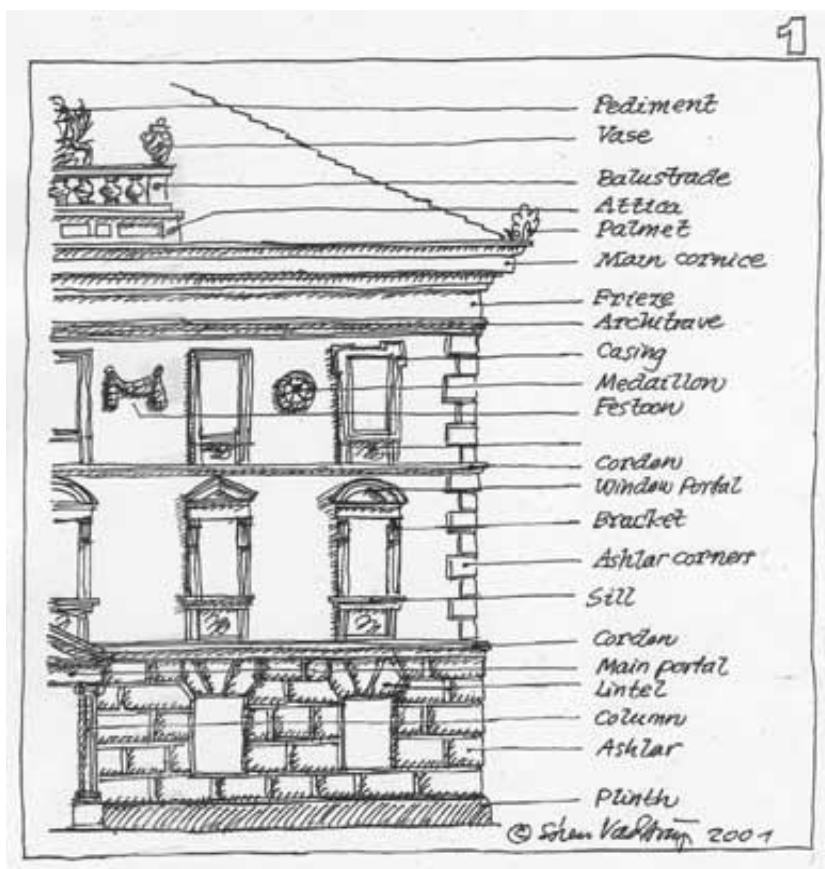 1
Pediment
Vase
Balustrade
Attica
Palmet
Main cornice
Frieze
Architrave
Casing
Medaillon
Festoon
Cordon
Window Portal
Bracket
Ashlar corners
Sill
Cordon
Main portal
Lintel
Column
Ashlar
Plinth
© 2001